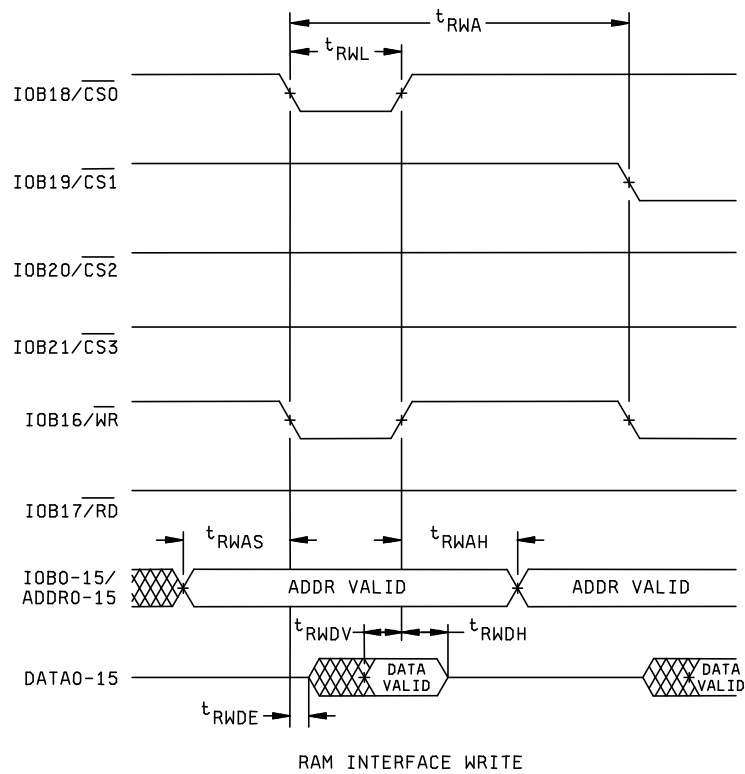 tRWA
tRWL
IOB18/CS0
IOB19/CS1
IOB20/CS2
IOB21/CS3
IOB16/WR
IOB17/RD
tRWAS
tRWAH
IOB0-15/
ADDR0-15
ADDR VALID
ADDR VALID
tRWDV
tRWDH
DATA0-15
DATA
VALID
DATA
VALID
tRWDE
RAM INTERFACE WRITE